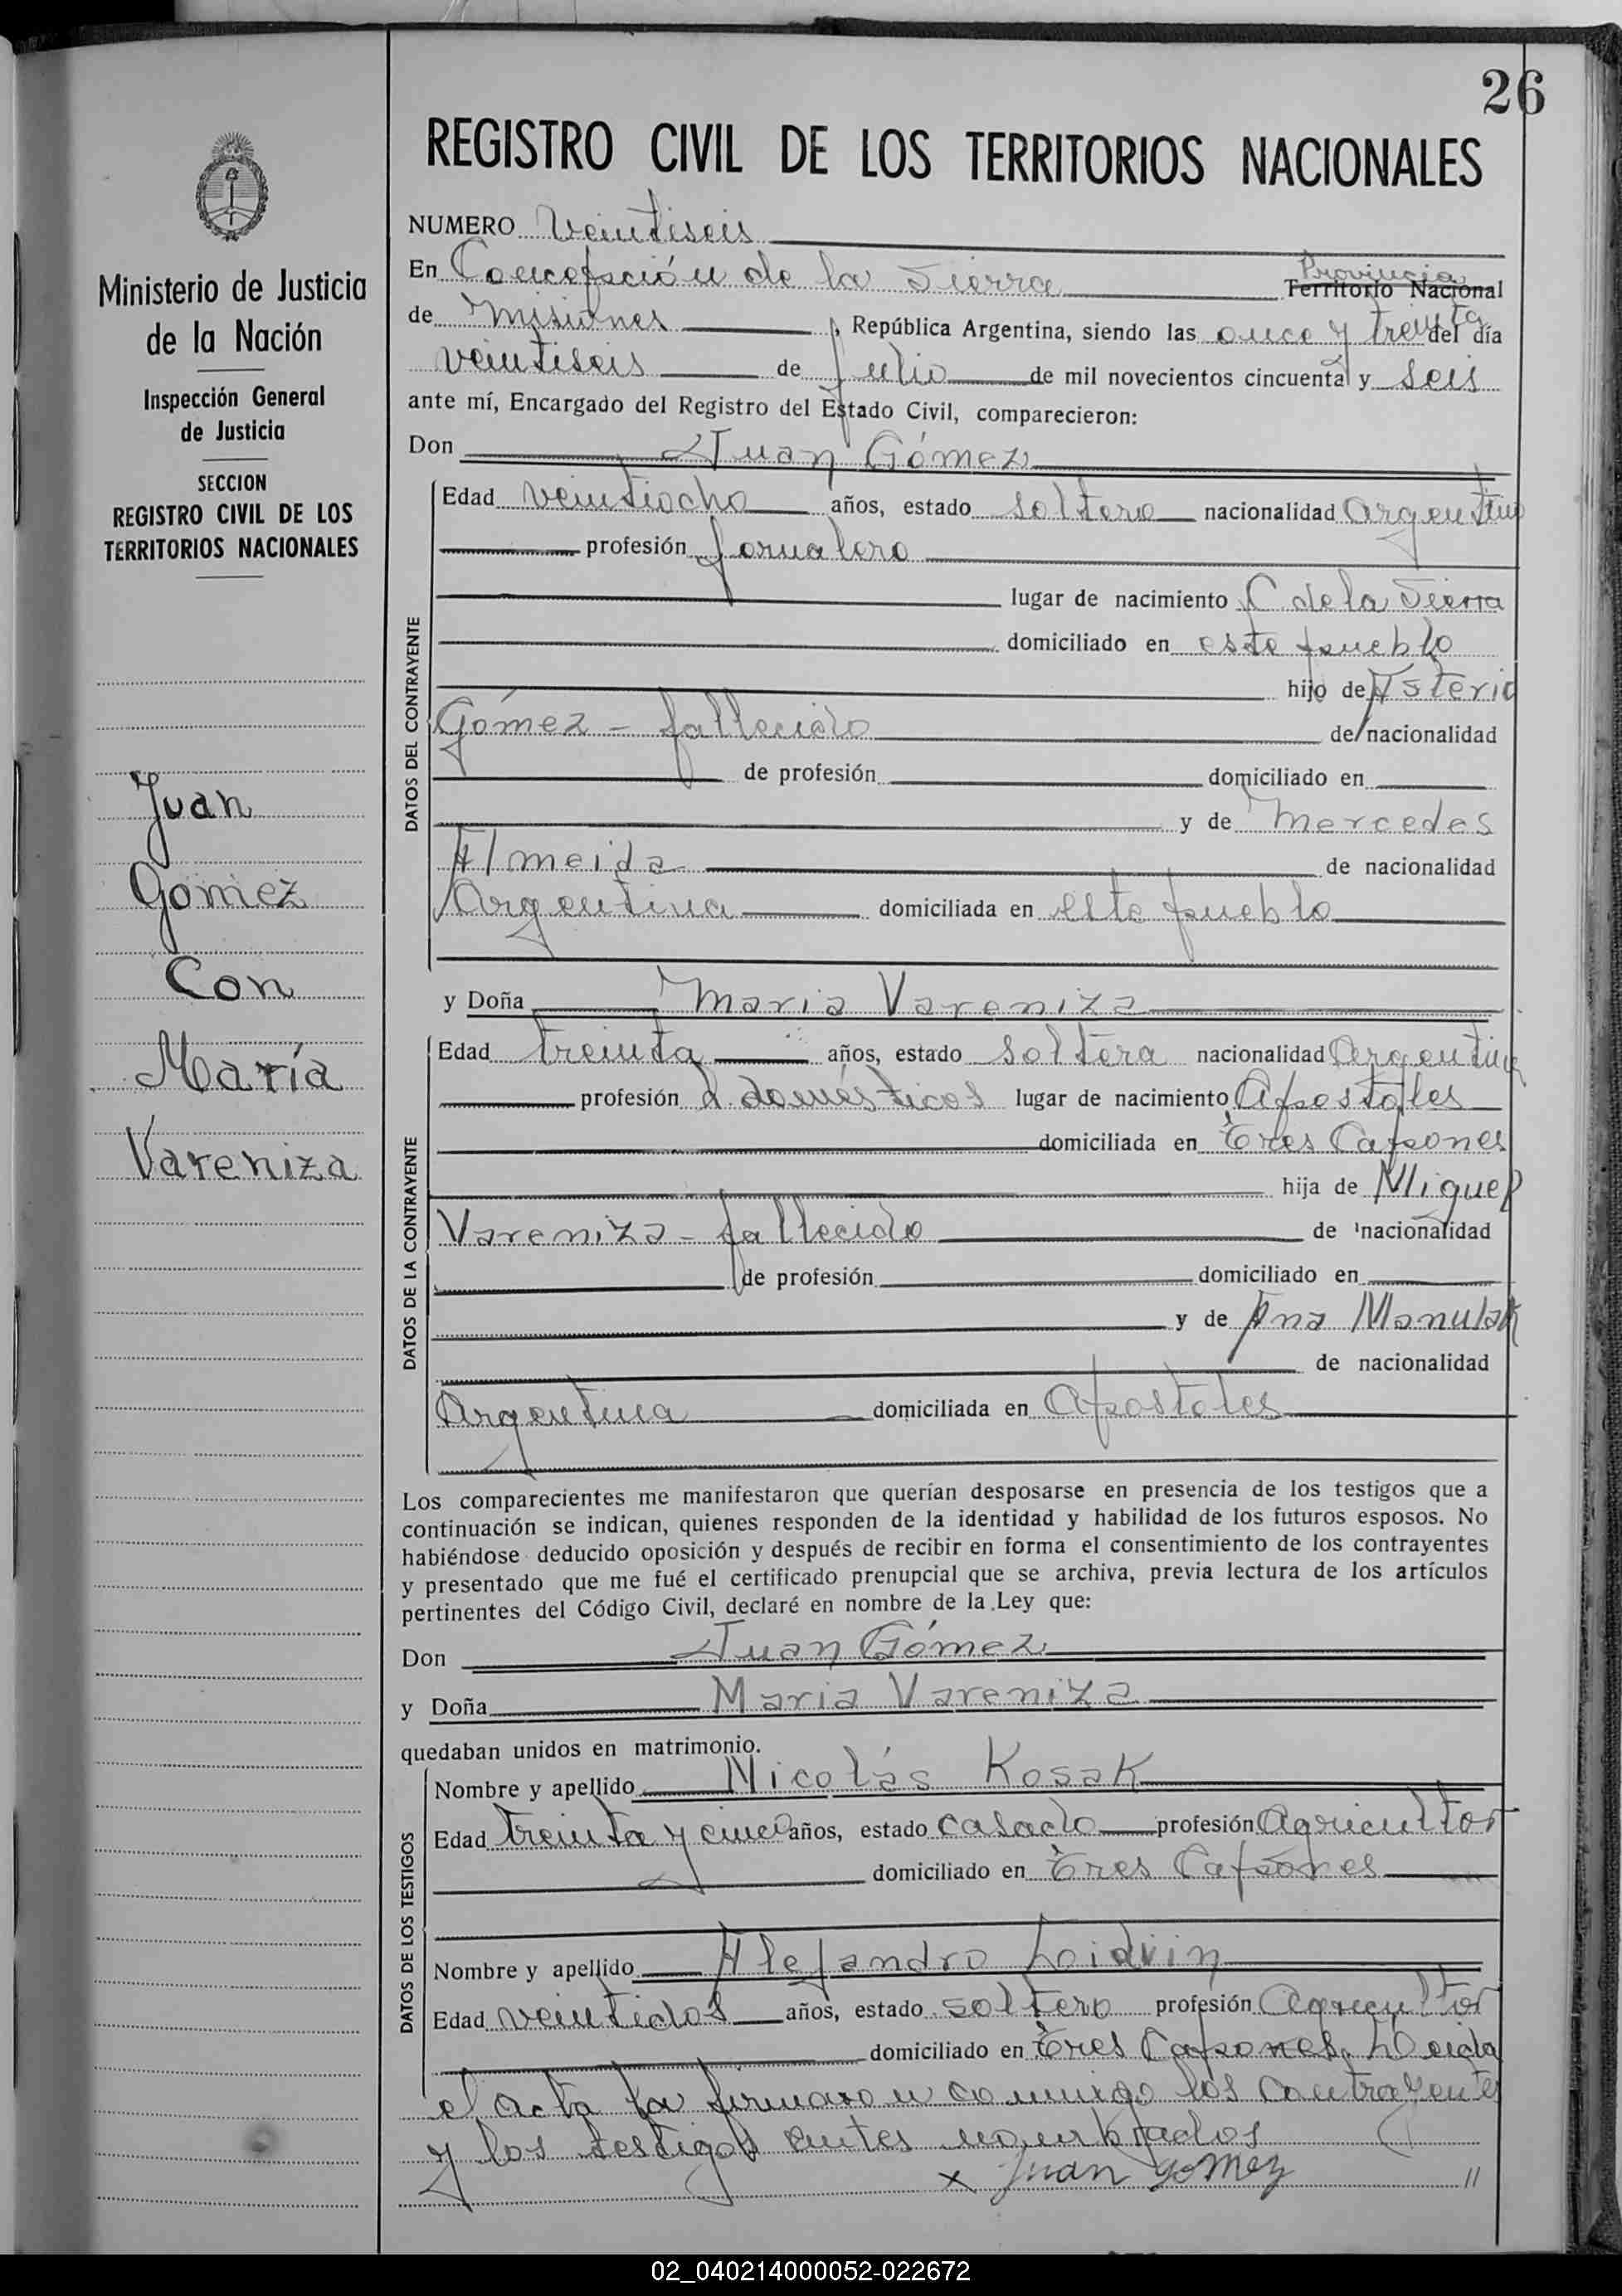 26
REGISTRO CIVIL DE LOS TERRITORIOS NACIONALES
Ministerio de Justicia
de la Nación
Inspección General
de Justicia
SECCION
REGISTRO CIVIL DE LOS
TERRITORIOS NACIONALES
Juan
Gómez
Con
María
Vareniza
NUMERO veintiseis
Provincia
En Concepción de la Sierra Territorio Nacional
de Misiones, República Argentina, siendo las once y treinta del día
veintiseis de Julio de mil novecientos cincuenta y seis
ante mí, Encargado del Registro del Estado Civil, comparecieron:
Don Juan Gómez
DATOS DEL CONTRAYENTE
Edad veintiocho años, estado soltero nacionalidad Argentino
profesión Jornalero
lugar de nacimiento C de la Sierra
domiciliado en este pueblo
hijo de Asterio
Gómez - fallecido de nacionalidad
de profesión domiciliado en
y de Mercedes
Almeida de nacionalidad
Argentina domiciliada en este pueblo
y Doña Maria Vareniza
DATOS DE LA CONTRAYENTE
Edad treinta años, estado soltera nacionalidad Argentina
profesión Q. domésticos lugar de nacimiento Apostoles
domiciliada en Tres Capones
hija de Miguel
Vareniza - fallecido de nacionalidad
de profesión domiciliado en
y de Ana Manulak
de nacionalidad
Argentina domiciliada en Apostoles
Los comparecientes me manifestaron que querían desposarse en presencia de los testigos que a
continuación se indican, quienes responden de la identidad y habilidad de los futuros esposos. No
habiéndose deducido oposición y después de recibir en forma el consentimiento de los contrayentes
y presentado que me fué el certificado prenupcial que se archiva, previa lectura de los artículos
pertinentes del Código Civil, declaré en nombre de la Ley que:
Don Juan Gómez
y Doña Maria Vareniza
quedaban unidos en matrimonio.
DATOS DE LOS TESTIGOS
Nombre y apellido Nicolás Kosak
Edad treinta y cinco años, estado casado profesión Agricultor
domiciliado en Tres Capones
Nombre y apellido Alejandro Loidvin
Edad veintidos años, estado soltero profesión Agricultor
domiciliado en Tres Capones. Leida
el acta la firmaron conmigo los contrayentes
y los testigos antes nombrados
x Juan Gomez "
02_040214000052-022672